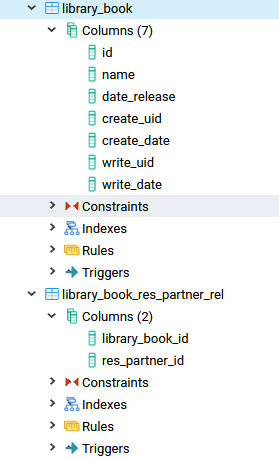 library_book
Columns (7)
id
name
date_release
create_uid
create_date
write_uid
write_date
Constraints
Indexes
Rules
Triggers
library_book_res_partner_rel
Columns (2)
library_book_id
res_partner_id
Constraints
Indexes
Rules
Triggers